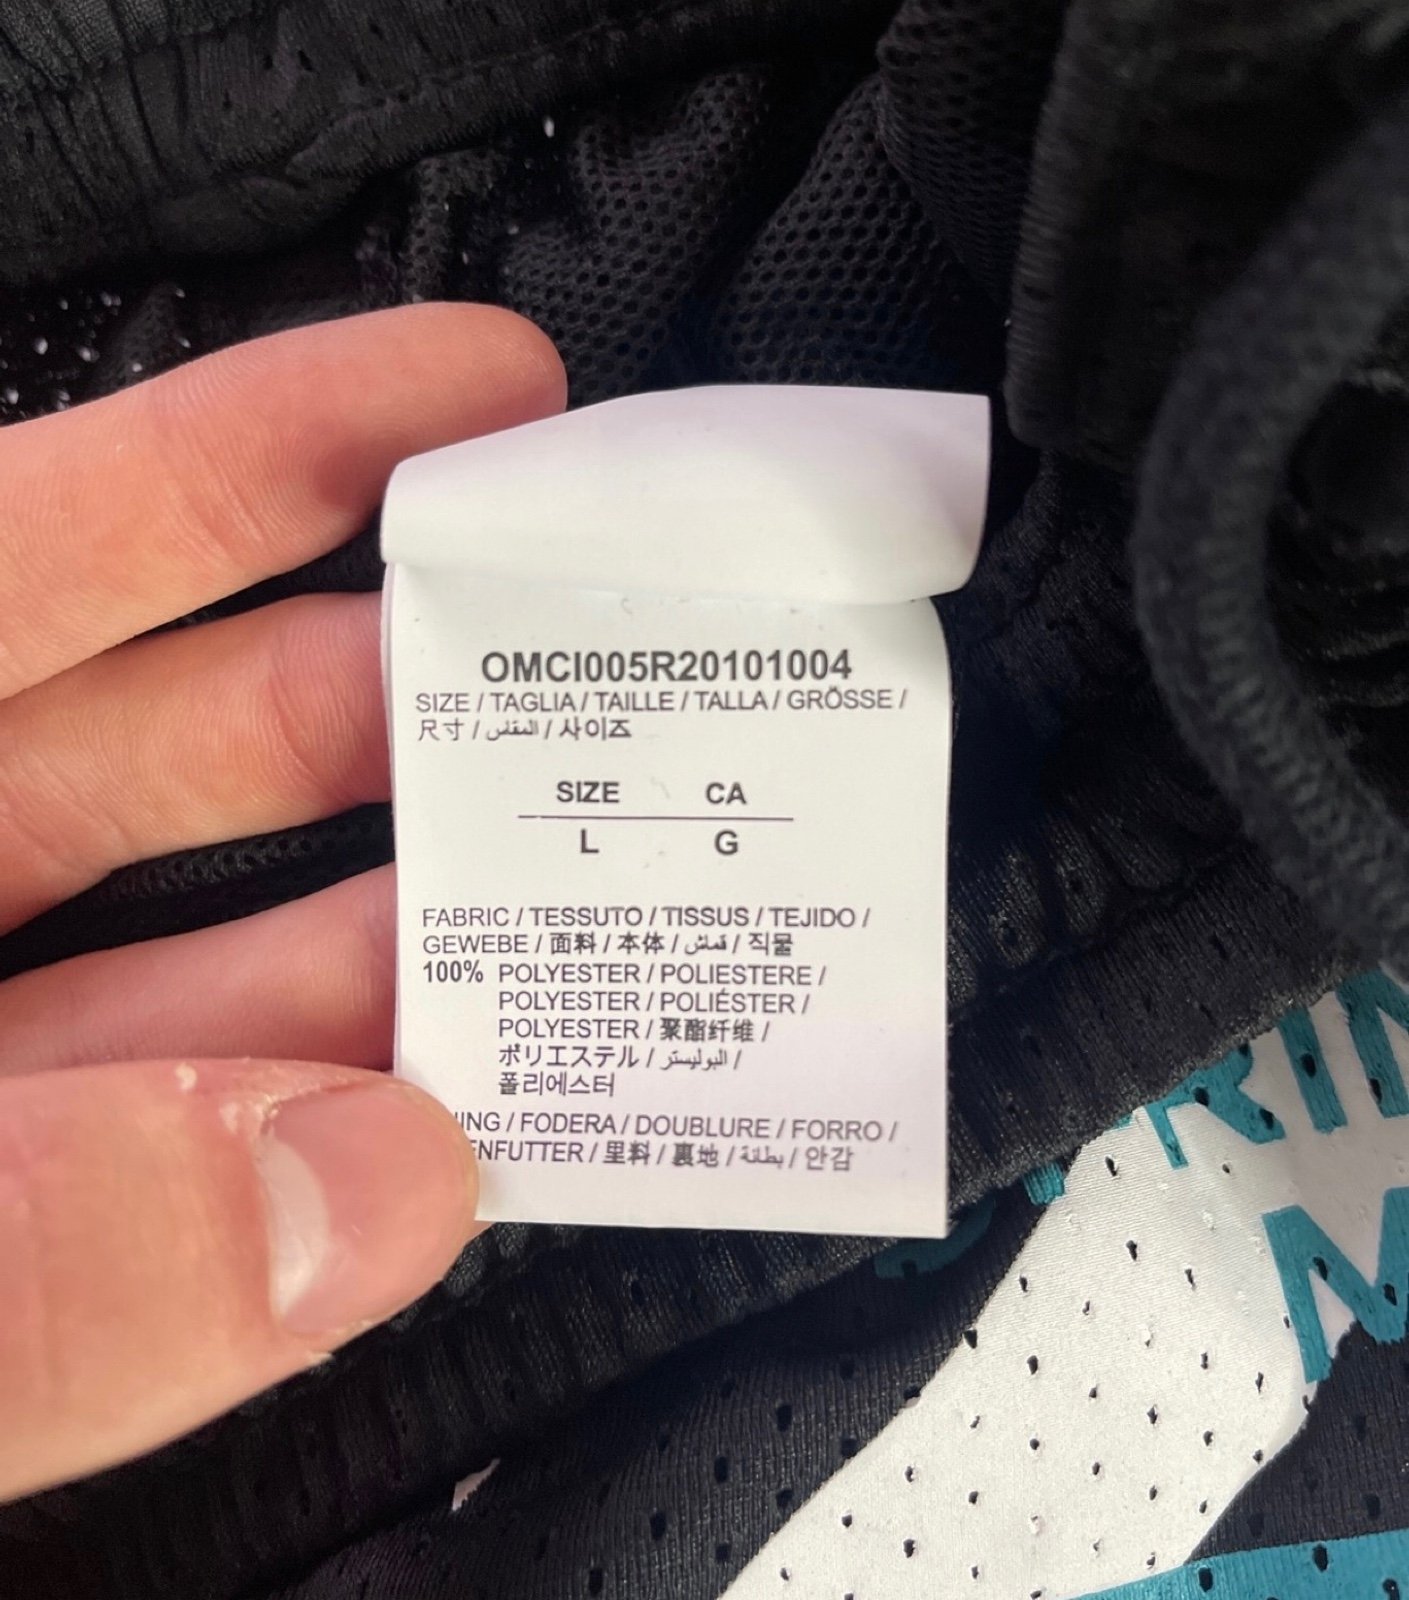 OMCI005R20101004
SIZE / TAGLIA / TAILLE / TALLA / GRÖSSE /
尺寸 / المقاس / 사이즈
SIZE CA
L G
FABRIC / TESSUTO / TISSUS / TEJIDO /
GEWEBE / 面料 / 本体 / قماش / 직물
100% POLYESTER / POLIESTERE /
POLYESTER / POLIÉSTER /
POLYESTER / 聚酯纤维 /
ポリエステル / البوليستر /
폴리에스터
/ FODERA / DOUBLURE / FORRO /
/ 里料 / 裏地 / بطانة / 안감